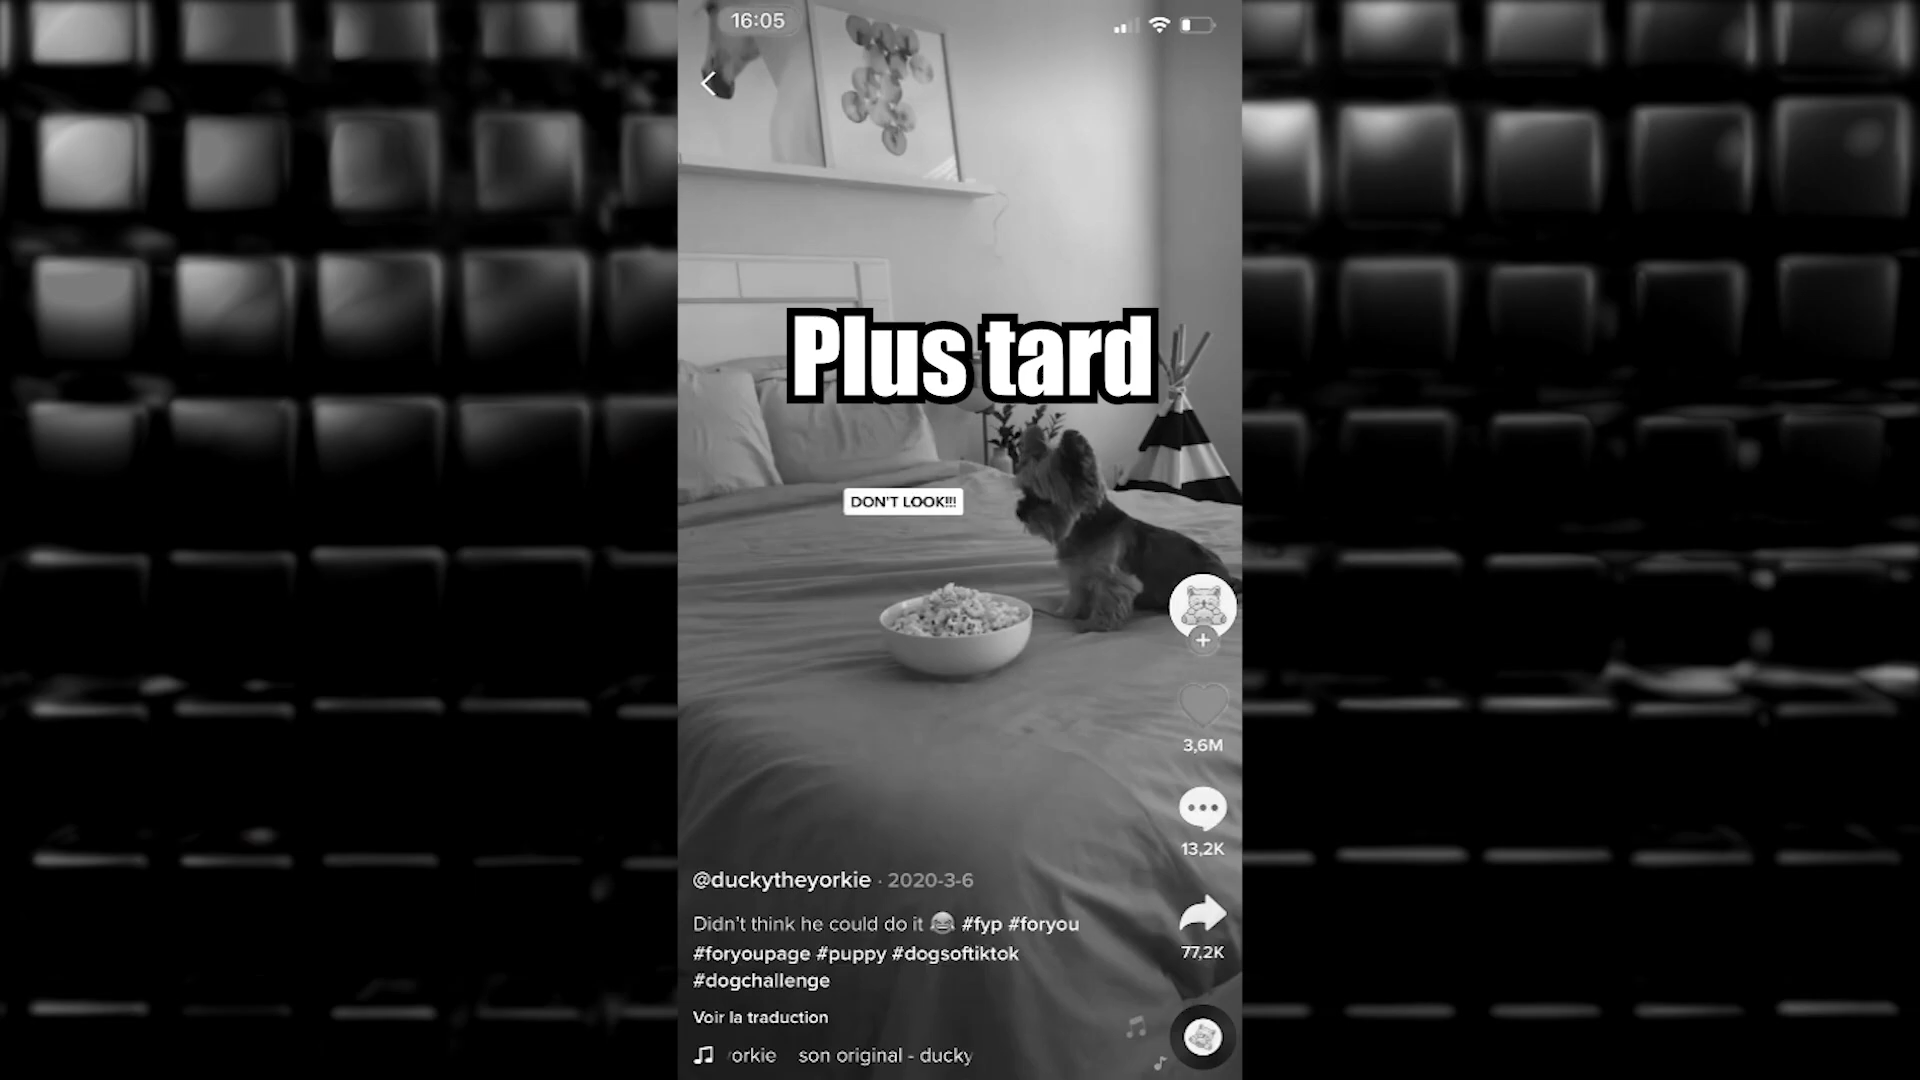 16:05
Plus tard
DON'T LOOK!!!
3,6M
13,2K
@duckytheyorkie · 2020-3-6
Didn't think he could do it 😂 #fyp #foryou
77,2K
#foryoupage #puppy #dogsoftiktok
#dogchallenge
Voir la traduction
orkie son original - ducky